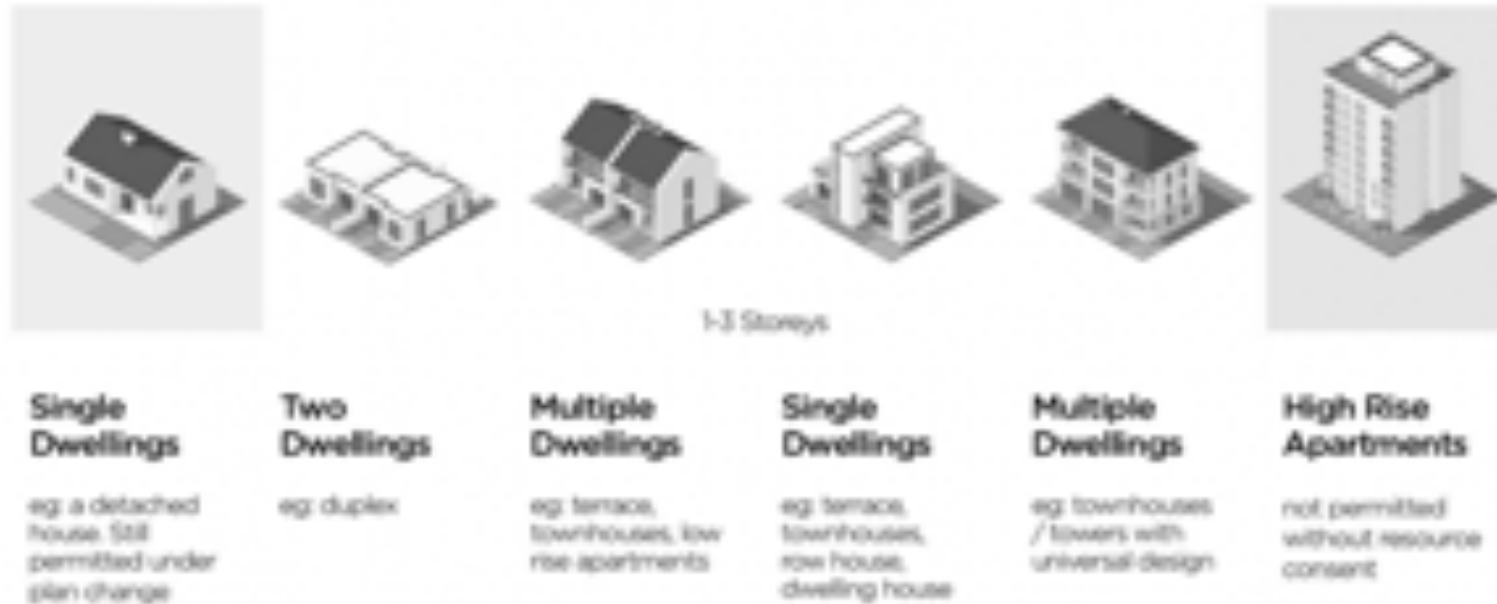 1-3 Storeys
Single
Dwellings
eg: a detached
house. Still
permitted under
plan change
Two
Dwellings
eg: duplex
Multiple
Dwellings
eg: terrace,
townhouses, low
rise apartments
Single
Dwellings
eg: terrace,
townhouses,
row house,
dwelling house
Multiple
Dwellings
eg: townhouses
/ towers with
universal design
High Rise
Apartments
not permitted
without resource
consent